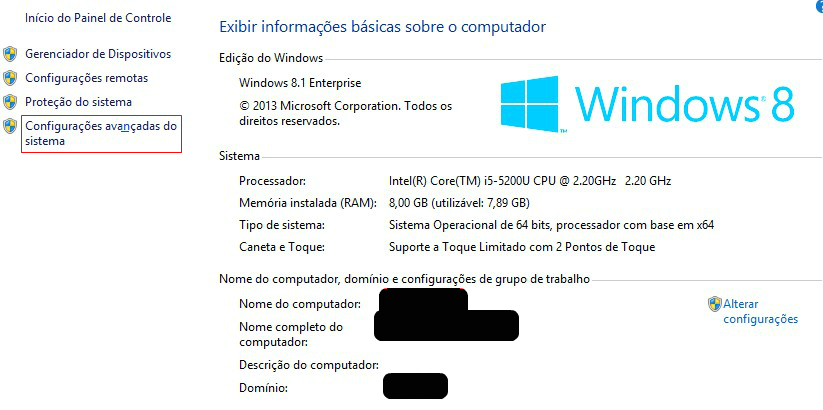 Início do Painel de Controle
Gerenciador de Dispositivos
Configurações remotas
Proteção do sistema
Configurações avançadas do
sistema
Exibir informações básicas sobre o computador
Edição do Windows
Windows 8.1 Enterprise
© 2013 Microsoft Corporation. Todos os
direitos reservados.
Windows® 8
Sistema
Processador: Intel(R) Core(TM) i5-5200U CPU @ 2.20GHz 2.20 GHz
Memória instalada (RAM): 8,00 GB (utilizável: 7,89 GB)
Tipo de sistema: Sistema Operacional de 64 bits, processador com base em x64
Caneta e Toque: Suporte a Toque Limitado com 2 Pontos de Toque
Nome do computador, domínio e configurações de grupo de trabalho
Nome do computador:
Nome completo do
computador:
Descrição do computador:
Domínio:
Alterar
configurações